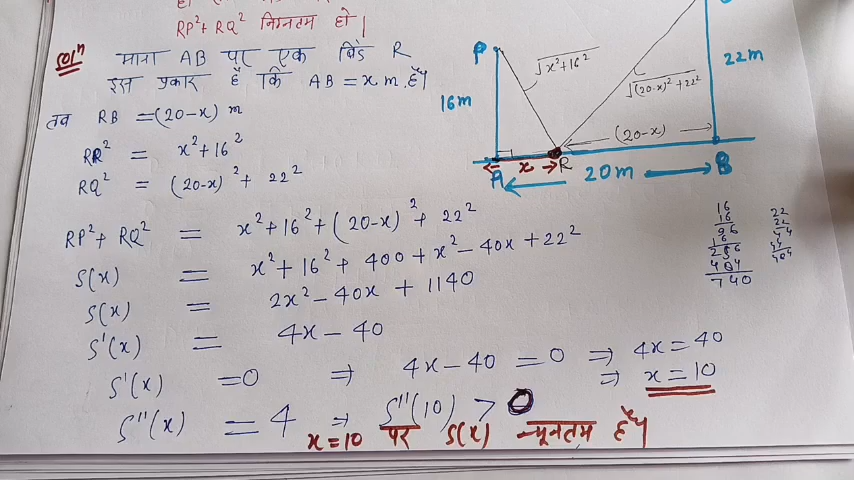 RP²+ RQ² निम्नतम हो।
Solⁿ माना AB पर एक बिंदु R
इस प्रकार है कि AB = x m. है।
तब RB = (20-x) m
RR² = x² + 16²
RQ² = (20-x)² + 22²
RP²+ RQ² = x² + 16² + (20-x)² + 22²
S(x) = x² + 16² + 400 + x² - 40x + 22²
S(x) = 2x² - 40x + 1140
S'(x) = 4x - 40
S'(x) = 0 ⇒ 4x - 40 = 0 ⇒ 4x = 40
⇒ x = 10
S''(x) = 4 ⇒ S''(10) > 0
x = 10 पर S(x) न्यूनतम है।
P
16m
√x²+16²
√(20-x)²+22²
22m
(20-x)
x
R
A
20m
B
16
16
96
16
256
484
740
22
22
44
44
484